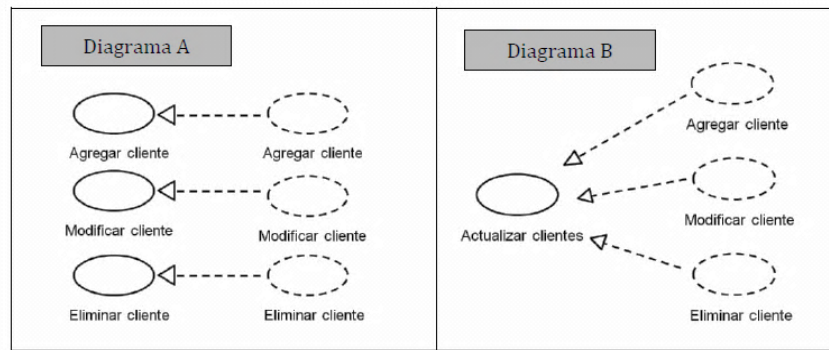 Diagrama A
Agregar cliente
Agregar cliente
Modificar cliente
Modificar cliente
Eliminar cliente
Eliminar cliente
Diagrama B
Agregar cliente
Modificar cliente
Actualizar clientes
Eliminar cliente